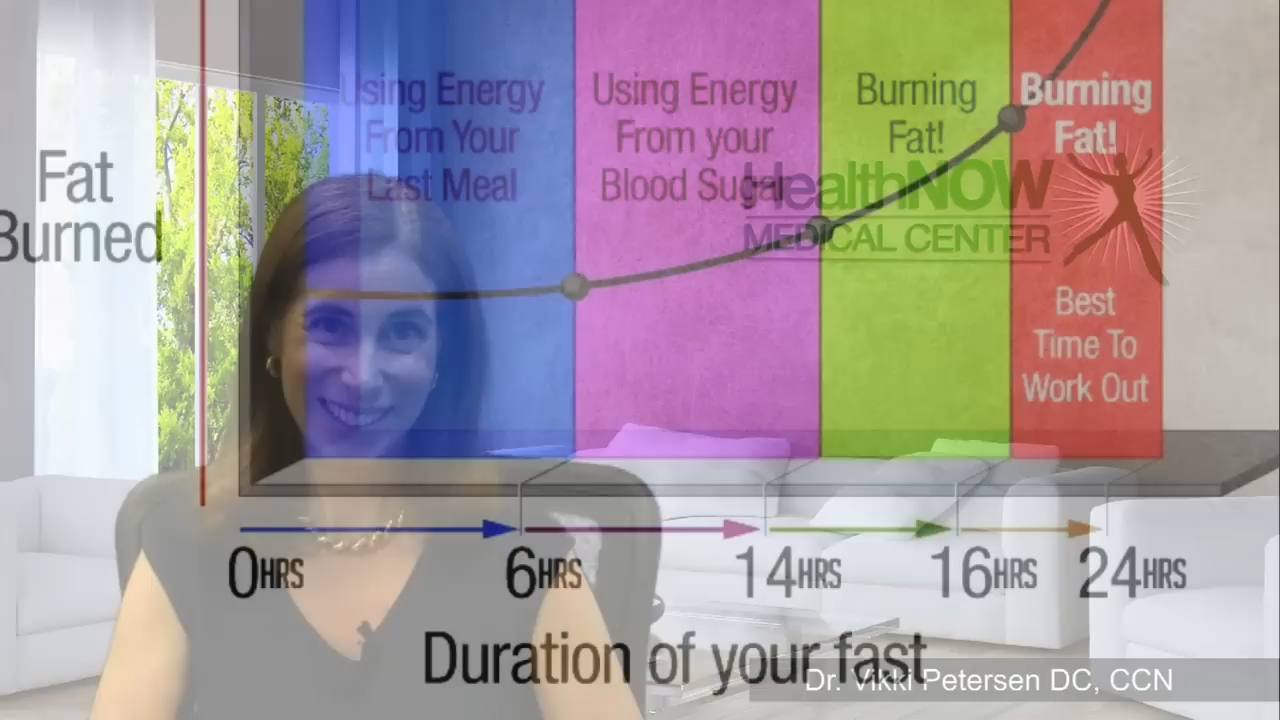 Fat
Burned
Using Energy
From Your
Last Meal
Using Energy
From your
Blood Sugar
Burning
Fat!
Burning
Fat!
HealthNOW
MEDICAL CENTER
Best
Time To
Work Out
0HRS
6HRS
14HRS
16HRS
24HRS
Duration of your fast
Dr. Vikki Petersen DC, CCN